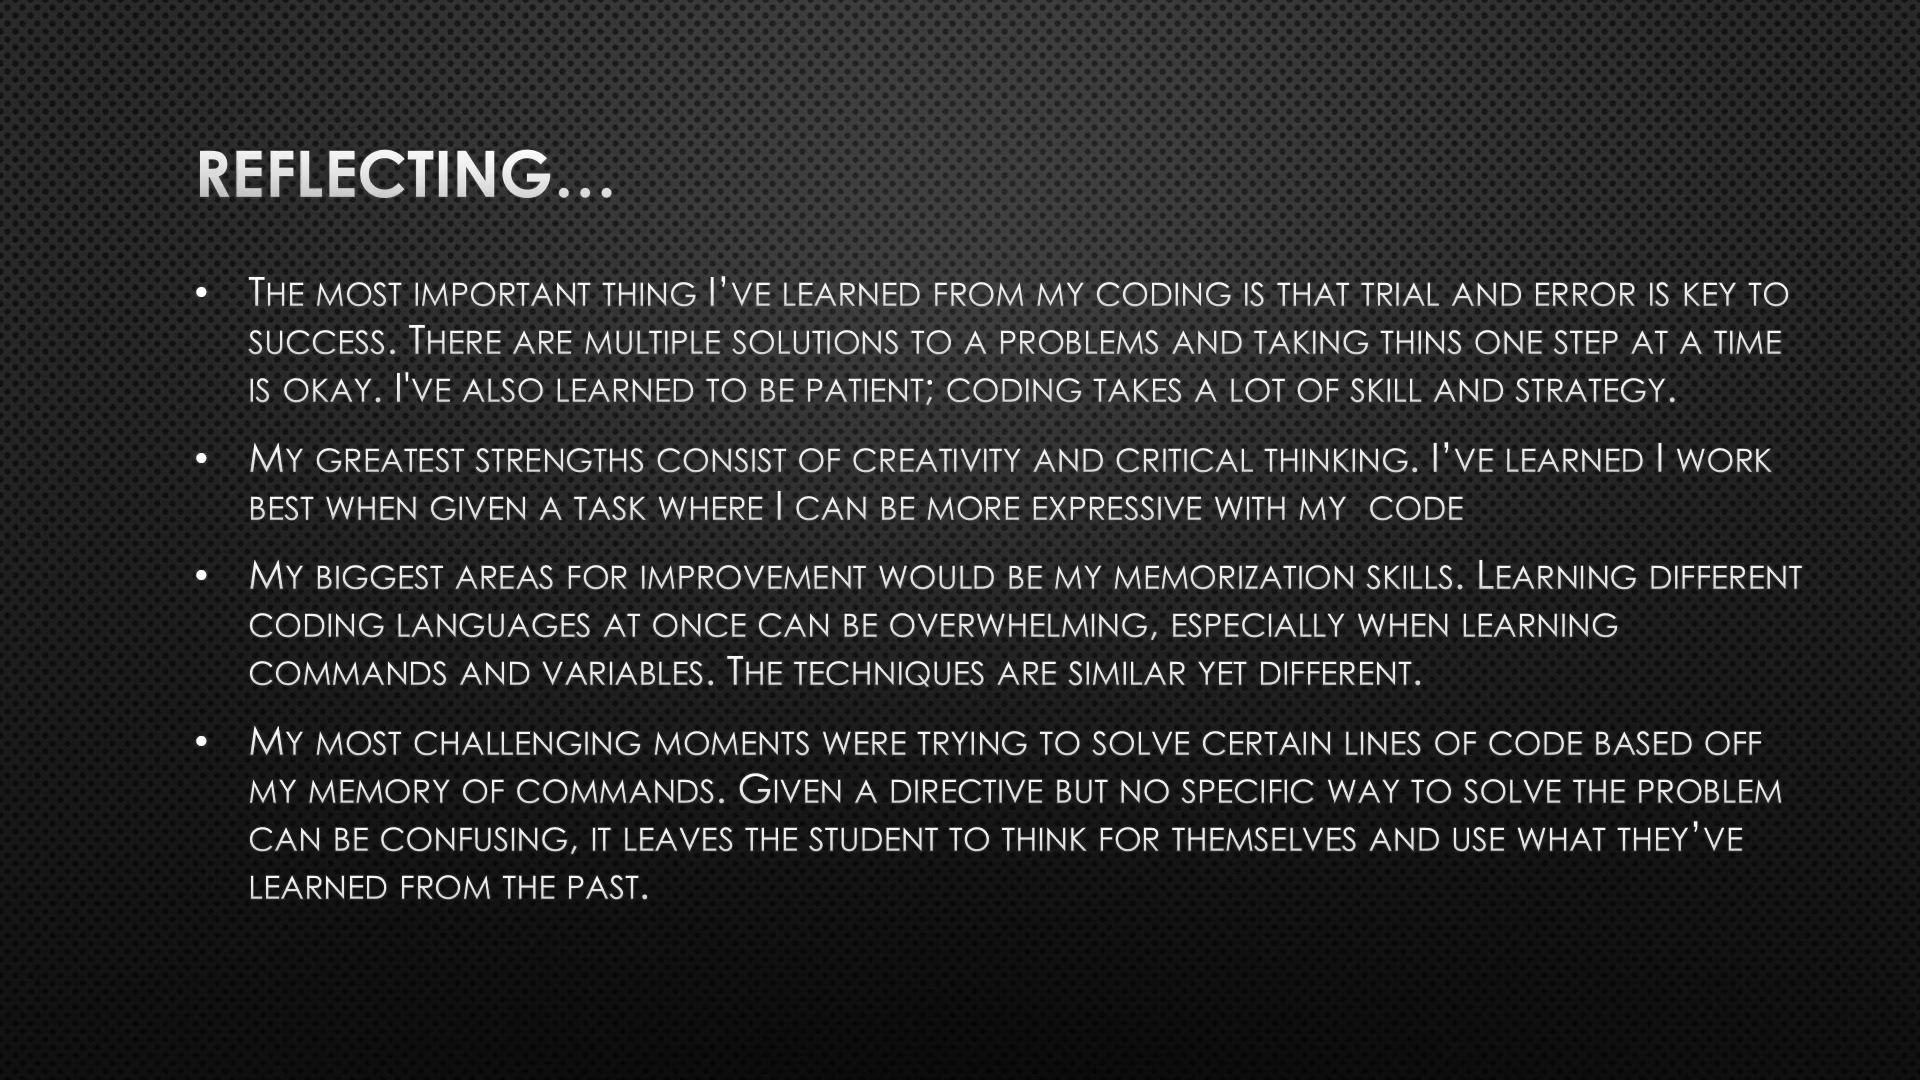 REFLECTING…
• The most important thing I’ve learned from my coding is that trial and error is key to
success. There are multiple solutions to a problems and taking thins one step at a time
is okay. I've also learned to be patient; coding takes a lot of skill and strategy.
• My greatest strengths consist of creativity and critical thinking. I’ve learned I work
best when given a task where I can be more expressive with my  code
• My biggest areas for improvement would be my memorization skills. Learning different
coding languages at once can be overwhelming, especially when learning
commands and variables. The techniques are similar yet different.
• My most challenging moments were trying to solve certain lines of code based off
my memory of commands. Given a directive but no specific way to solve the problem
can be confusing, it leaves the student to think for themselves and use what they’ve
learned from the past.